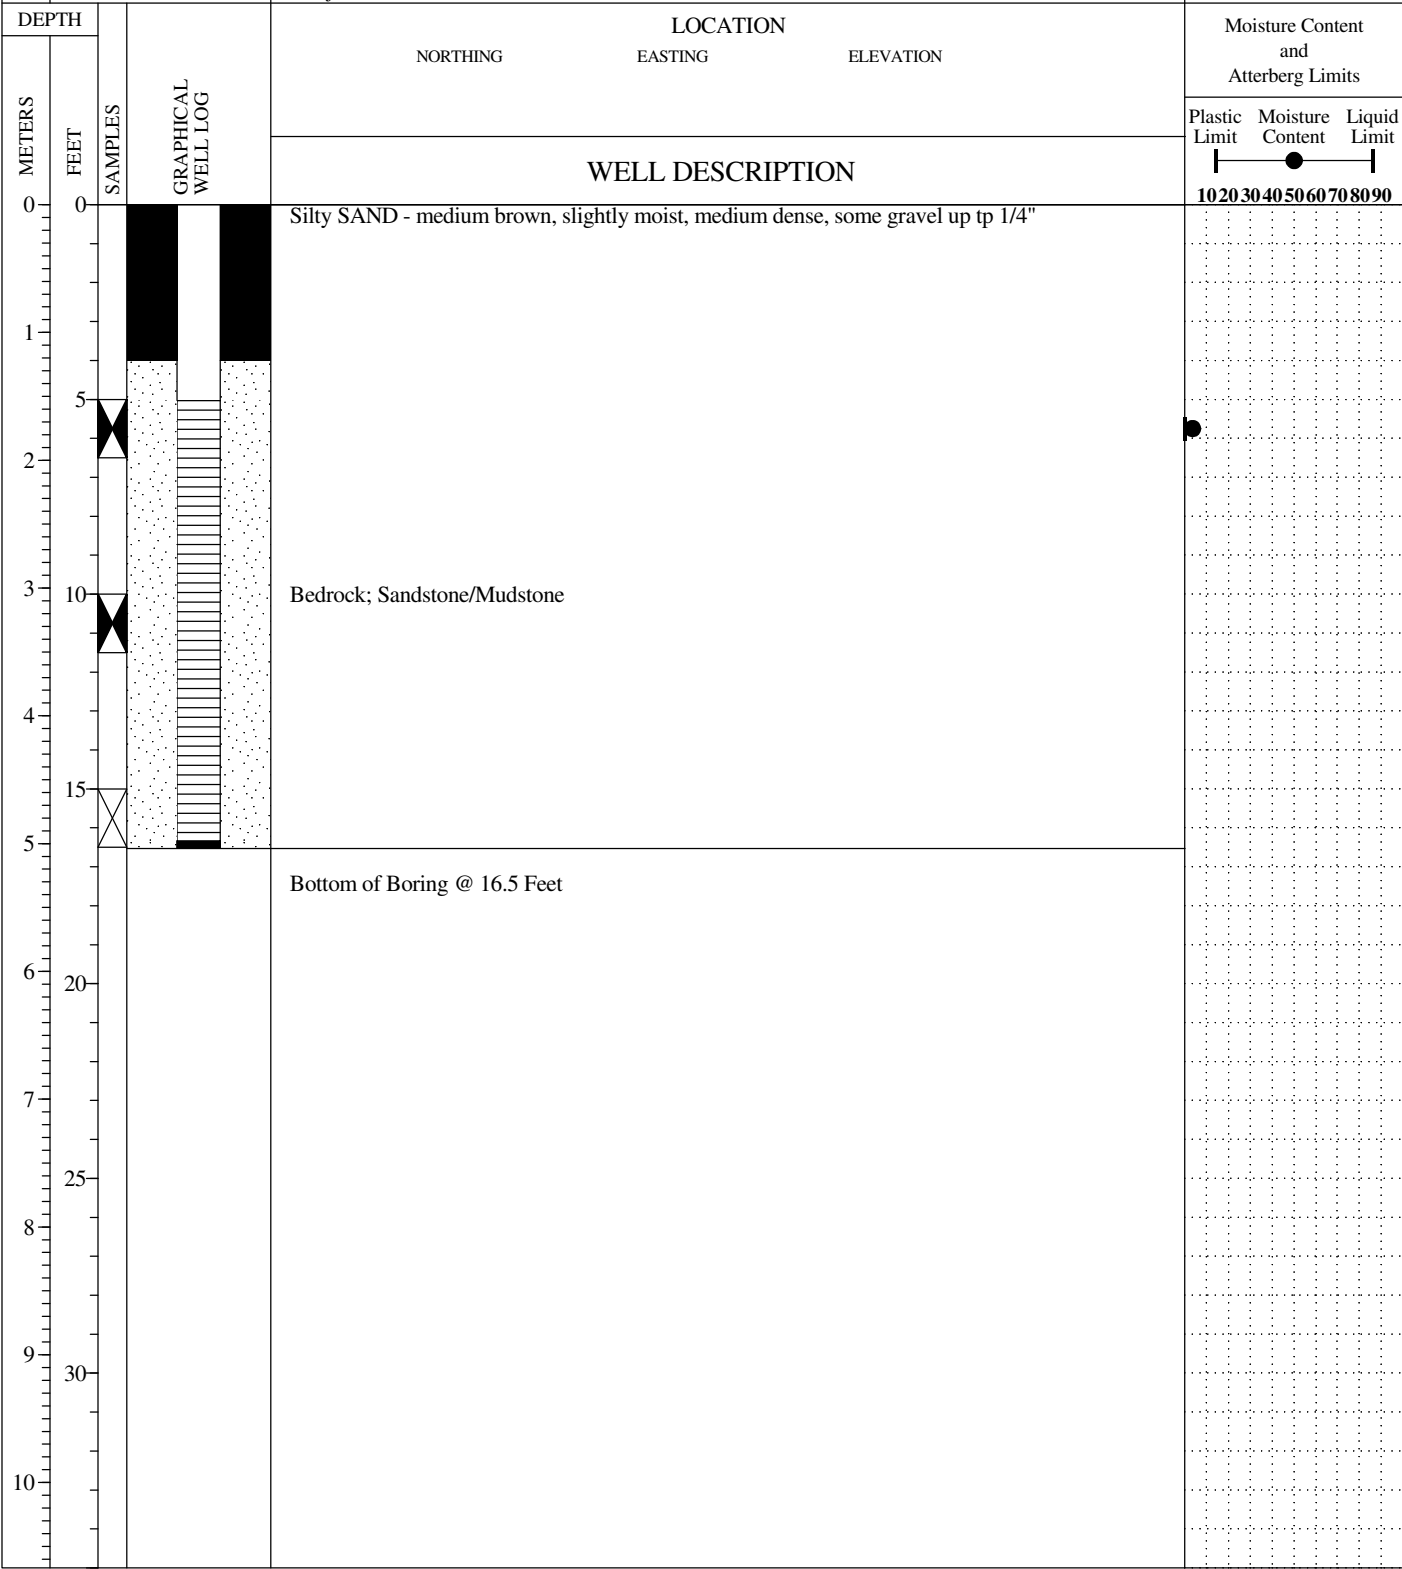 DEPTH
METERS
FEET
SAMPLES
GRAPHICAL
WELL LOG
LOCATION
NORTHING EASTING ELEVATION
WELL DESCRIPTION
Moisture Content
and
Atterberg Limits
Plastic Moisture Liquid
Limit Content Limit
10 20 30 40 50 60 70 80 90
0 0
Silty SAND - medium brown, slightly moist, medium dense, some gravel up tp 1/4"
1
5
2
3
10
Bedrock; Sandstone/Mudstone
4
15
5
Bottom of Boring @ 16.5 Feet
6
20
7
25
8
9
30
10